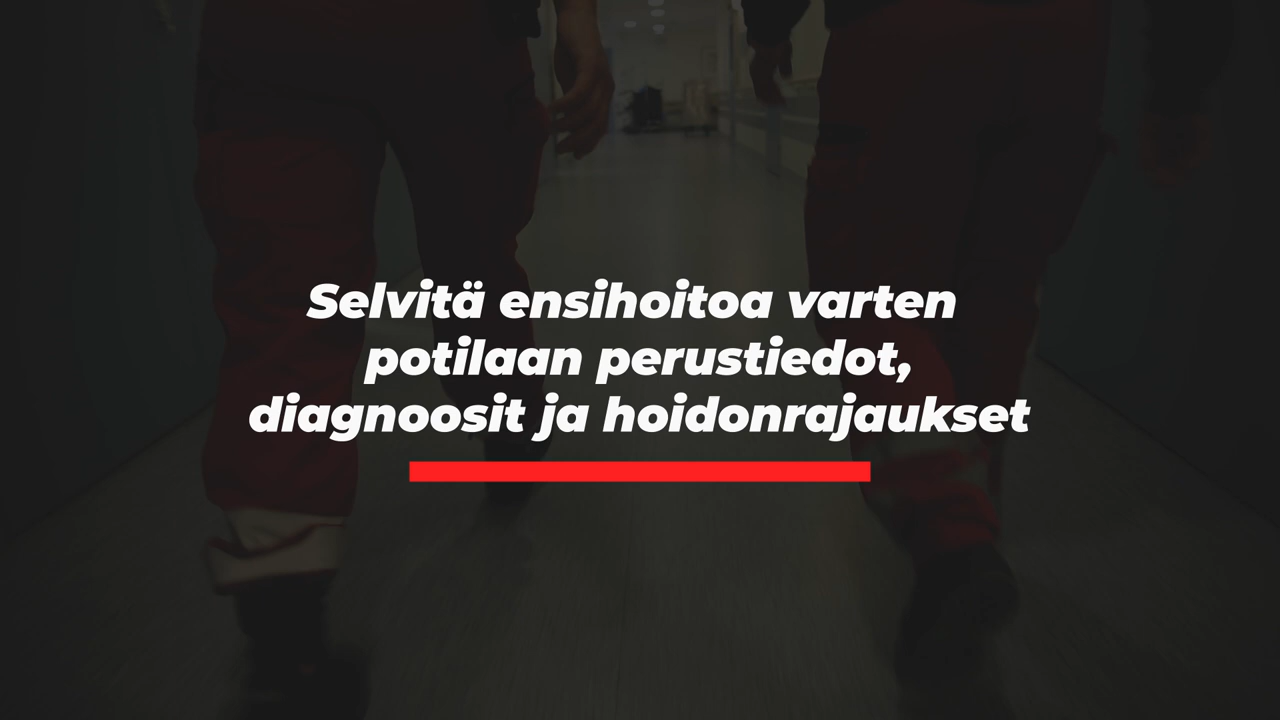 Selvitä ensihoitoa varten
potilaan perustiedot,
diagnoosit ja hoidonrajaukset